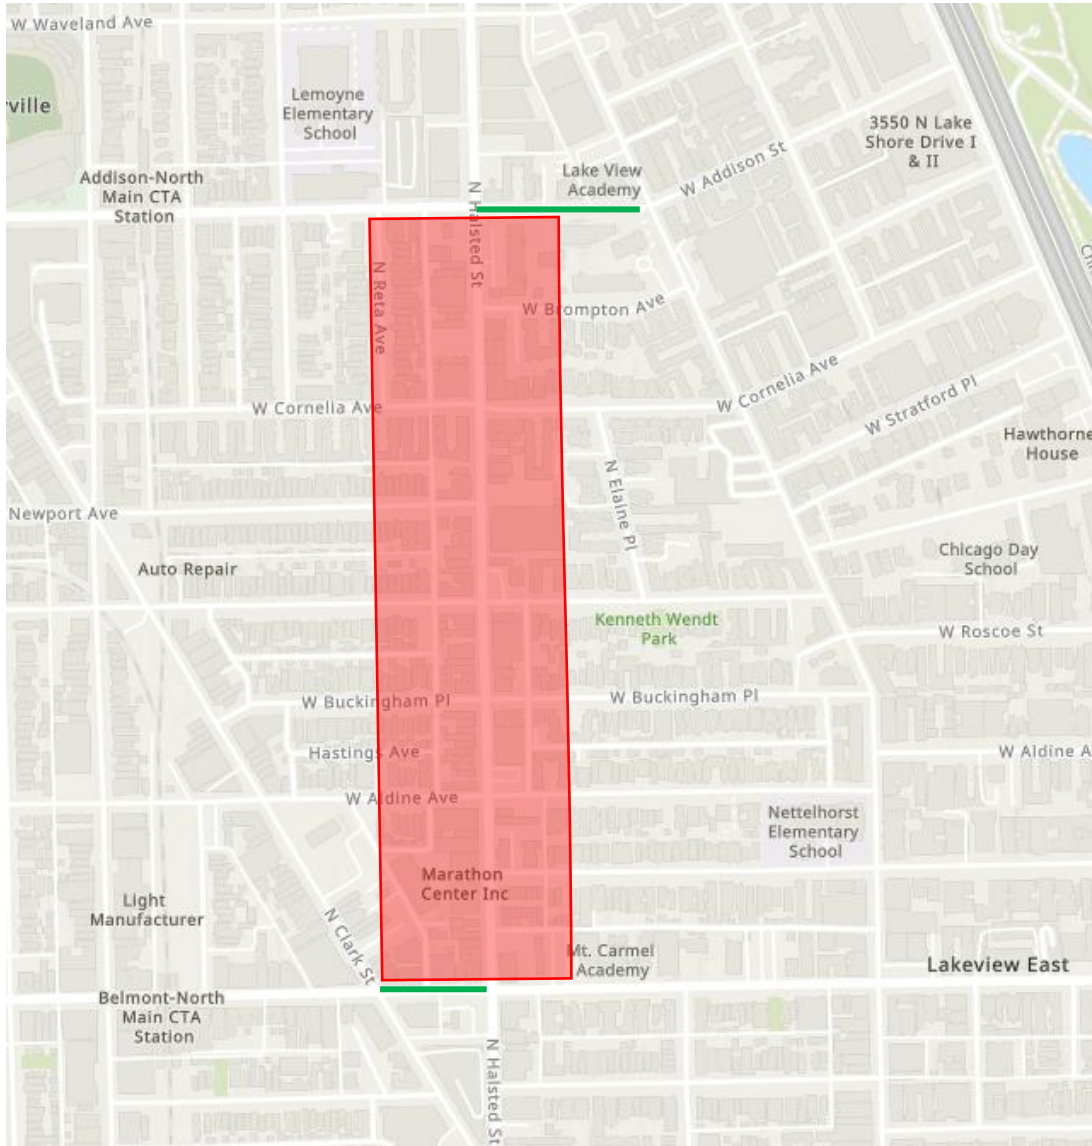 W Waveland Ave
Lemoyne
Elementary
School
ville
3550 N Lake
Shore Drive I
& II
Addison-North
Main CTA
Station
Lake View
Academy
W Addison St
N Halsted St
N Reta Ave
W Brompton Ave
W Cornelia Ave
W Cornelia Ave
W Stratford Pl
Hawthorne
House
N Elaine Pl
Newport Ave
Auto Repair
Chicago Day
School
Kenneth Wendt
Park
W Roscoe St
W Buckingham Pl
W Buckingham Pl
Hastings Ave
W Aldine A
W Aldine Ave
Nettelhorst
Elementary
School
Marathon
Center Inc
Light
Manufacturer
N Clark St
Mt. Carmel
Academy
Lakeview East
Belmont-North
Main CTA
Station
N Halsted St